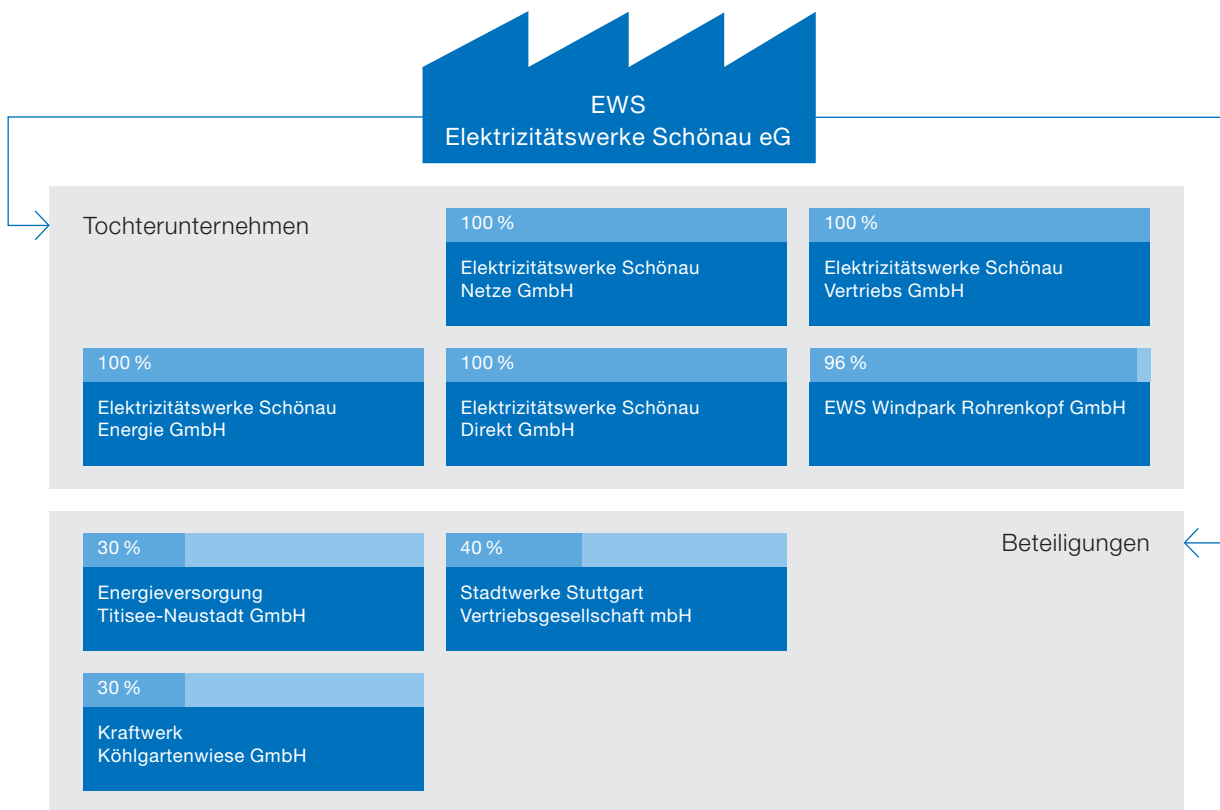 EWS
Elektrizitätswerke Schönau eG
Tochterunternehmen
100 %
Elektrizitätswerke Schönau
Netze GmbH
100 %
Elektrizitätswerke Schönau
Vertriebs GmbH
100 %
Elektrizitätswerke Schönau
Energie GmbH
100 %
Elektrizitätswerke Schönau
Direkt GmbH
96 %
EWS Windpark Rohrenkopf GmbH
Beteiligungen
30 %
Energieversorgung
Titisee-Neustadt GmbH
40 %
Stadtwerke Stuttgart
Vertriebsgesellschaft mbH
30 %
Kraftwerk
Köhlgartenwiese GmbH